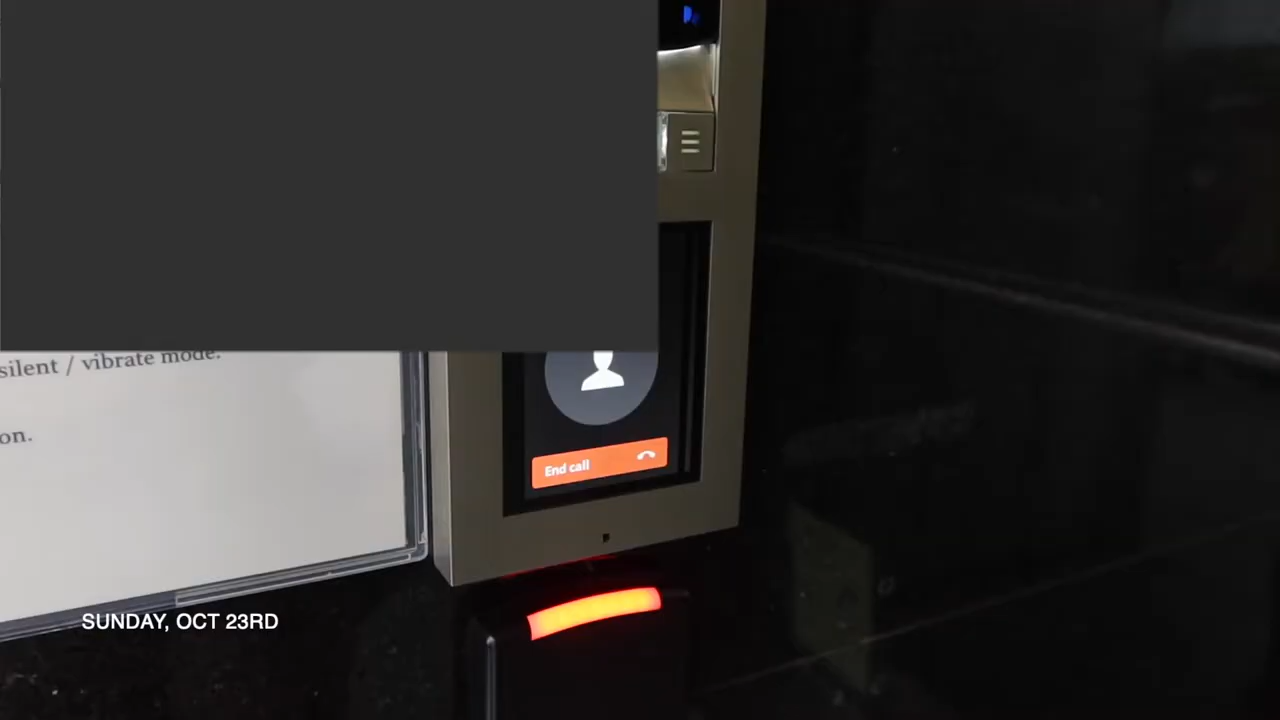 silent / vibrate mode.
on.
End call
SUNDAY, OCT 23RD